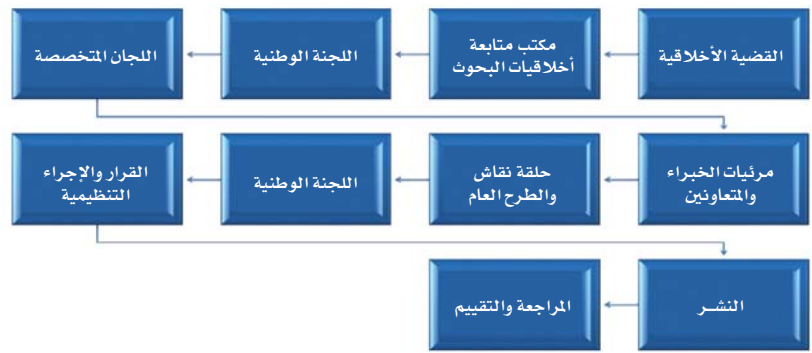 القضية الأخلاقية
مكتب متابعة
أخلاقيات البحوث
اللجنة الوطنية
اللجان المتخصصة
مرئيات الخبراء
والمتعاونين
حلقة نقاش
والطرح العام
اللجنة الوطنية
القرار والإجراء
التنظيمية
النشــر
المراجعة والتقييم